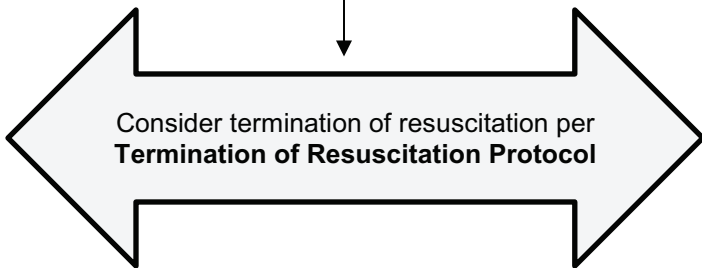 Consider termination of resuscitation per
Termination of Resuscitation Protocol